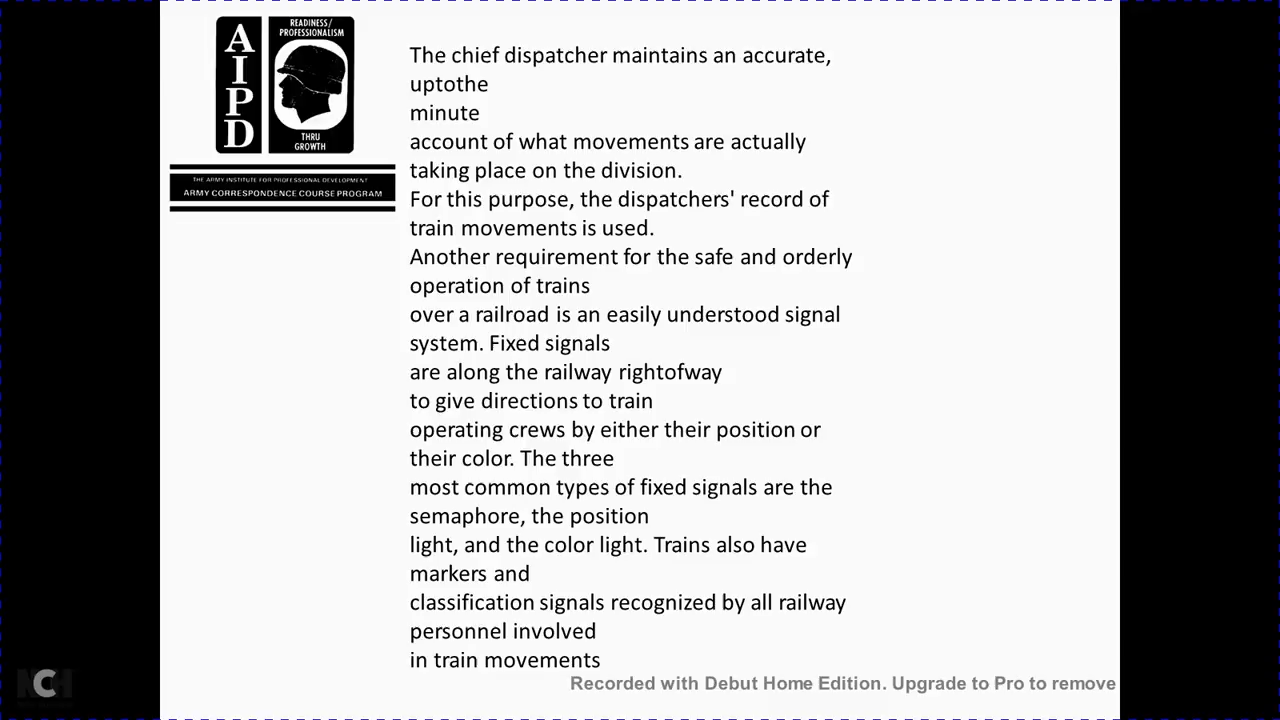 A
I
P
D
READINESS/
PROFESSIONALISM
THRU
GROWTH
THE ARMY INSTITUTE FOR PROFESSIONAL DEVELOPMENT
ARMY CORRESPONDENCE COURSE PROGRAM
The chief dispatcher maintains an accurate,
uptothe
minute
account of what movements are actually
taking place on the division.
For this purpose, the dispatchers' record of
train movements is used.
Another requirement for the safe and orderly
operation of trains
over a railroad is an easily understood signal
system. Fixed signals
are along the railway rightofway
to give directions to train
operating crews by either their position or
their color. The three
most common types of fixed signals are the
semaphore, the position
light, and the color light. Trains also have
markers and
classification signals recognized by all railway
personnel involved
in train movements
Recorded with Debut Home Edition. Upgrade to Pro to remove
NCH